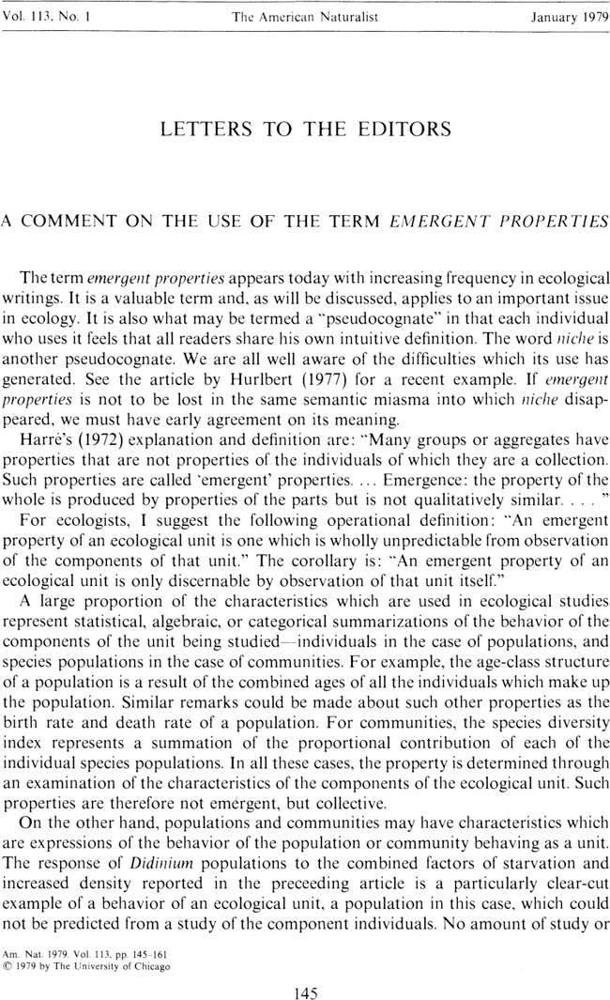 Vol. 113, No. 1 The American Naturalist January 1979
LETTERS TO THE EDITORS
A COMMENT ON THE USE OF THE TERM EMERGENT PROPERTIES
The term emergent properties appears today with increasing frequency in ecological
writings. It is a valuable term and, as will be discussed, applies to an important issue
in ecology. It is also what may be termed a “pseudocognate” in that each individual
who uses it feels that all readers share his own intuitive definition. The word niche is
another pseudocognate. We are all well aware of the difficulties which its use has
generated. See the article by Hurlbert (1977) for a recent example. If emergent
properties is not to be lost in the same semantic miasma into which niche disap-
peared, we must have early agreement on its meaning.
Harré’s (1972) explanation and definition are: “Many groups or aggregates have
properties that are not properties of the individuals of which they are a collection.
Such properties are called ‘emergent’ properties. ... Emergence: the property of the
whole is produced by properties of the parts but is not qualitatively similar. . . . ”
For ecologists, I suggest the following operational definition: “An emergent
property of an ecological unit is one which is wholly unpredictable from observation
of the components of that unit.” The corollary is: “An emergent property of an
ecological unit is only discernable by observation of that unit itself.”
A large proportion of the characteristics which are used in ecological studies
represent statistical, algebraic, or categorical summarizations of the behavior of the
components of the unit being studied—individuals in the case of populations, and
species populations in the case of communities. For example, the age-class structure
of a population is a result of the combined ages of all the individuals which make up
the population. Similar remarks could be made about such other properties as the
birth rate and death rate of a population. For communities, the species diversity
index represents a summation of the proportional contribution of each of the
individual species populations. In all these cases, the property is determined through
an examination of the characteristics of the components of the ecological unit. Such
properties are therefore not emergent, but collective.
On the other hand, populations and communities may have characteristics which
are expressions of the behavior of the population or community behaving as a unit.
The response of Didinium populations to the combined factors of starvation and
increased density reported in the preceeding article is a particularly clear-cut
example of a behavior of an ecological unit, a population in this case, which could
not be predicted from a study of the component individuals. No amount of study or
Am. Nat. 1979. Vol. 113, pp. 145-161
© 1979 by The University of Chicago
145